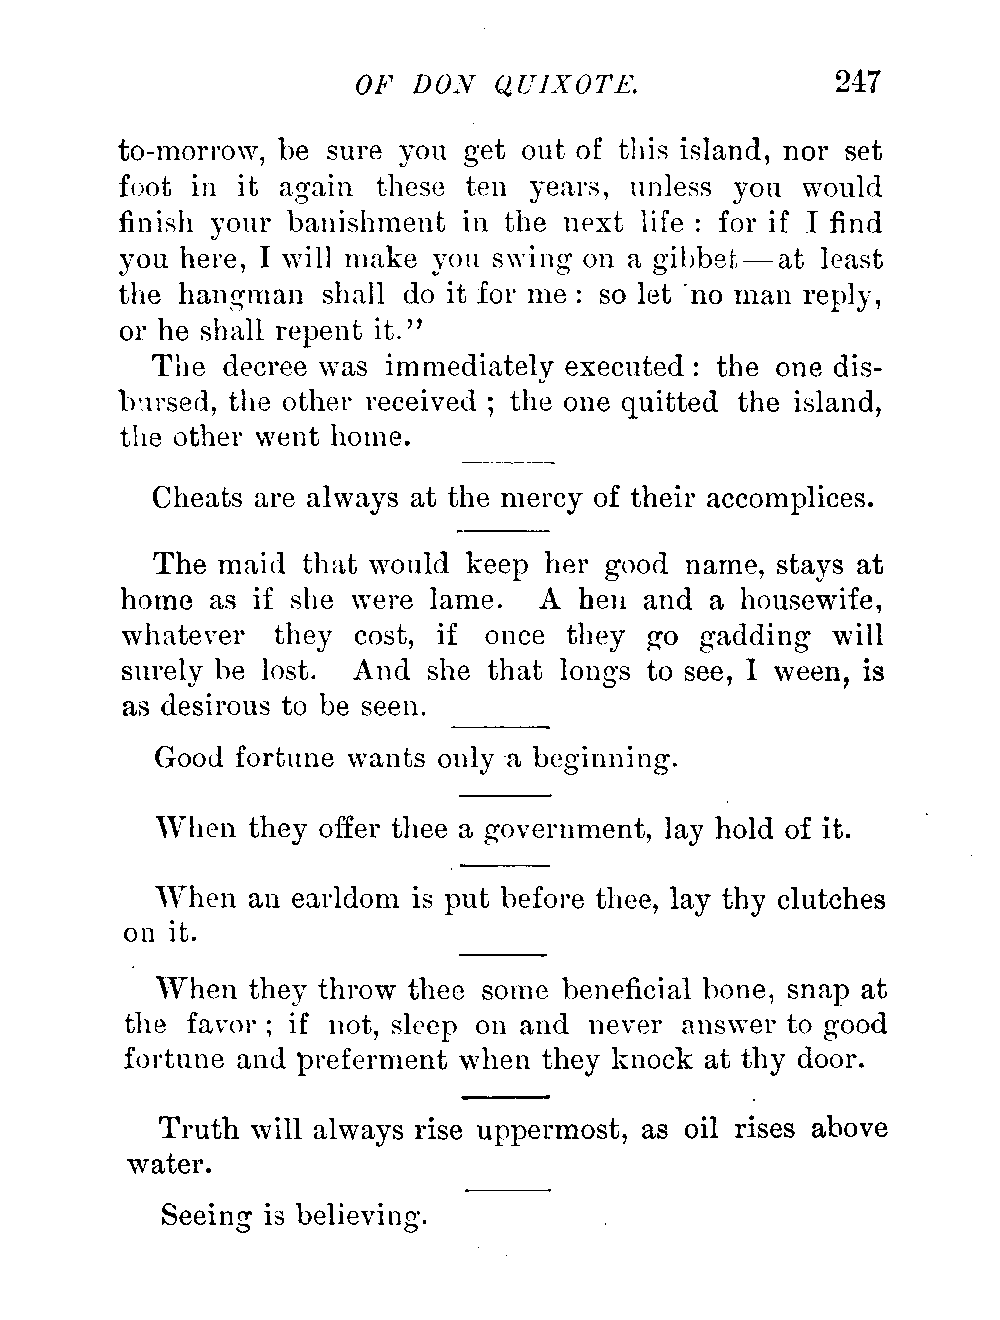 OF DON QUIXOTE. 247
to-morrow, be sure you get out of this island, nor set
foot in it again these ten years, unless you would
finish your banishment in the next life : for if I find
you here, I will make you swing on a gibbet—at least
the hangman shall do it for me : so let no man reply,
or he shall repent it."
The decree was immediately executed : the one dis-
bursed, the other received ; the one quitted the island,
the other went home.
Cheats are always at the mercy of their accomplices.
The maid that would keep her good name, stays at
home as if she were lame. A hen and a housewife,
whatever they cost, if once they go gadding will
surely be lost. And she that longs to see, I ween, is
as desirous to be seen.
Good fortune wants only a beginning.
When they offer thee a government, lay hold of it.
When an earldom is put before thee, lay thy clutches
on it.
When they throw thee some beneficial bone, snap at
the favor ; if not, sleep on and never answer to good
fortune and preferment when they knock at thy door.
Truth will always rise uppermost, as oil rises above
water.
Seeing is believing.